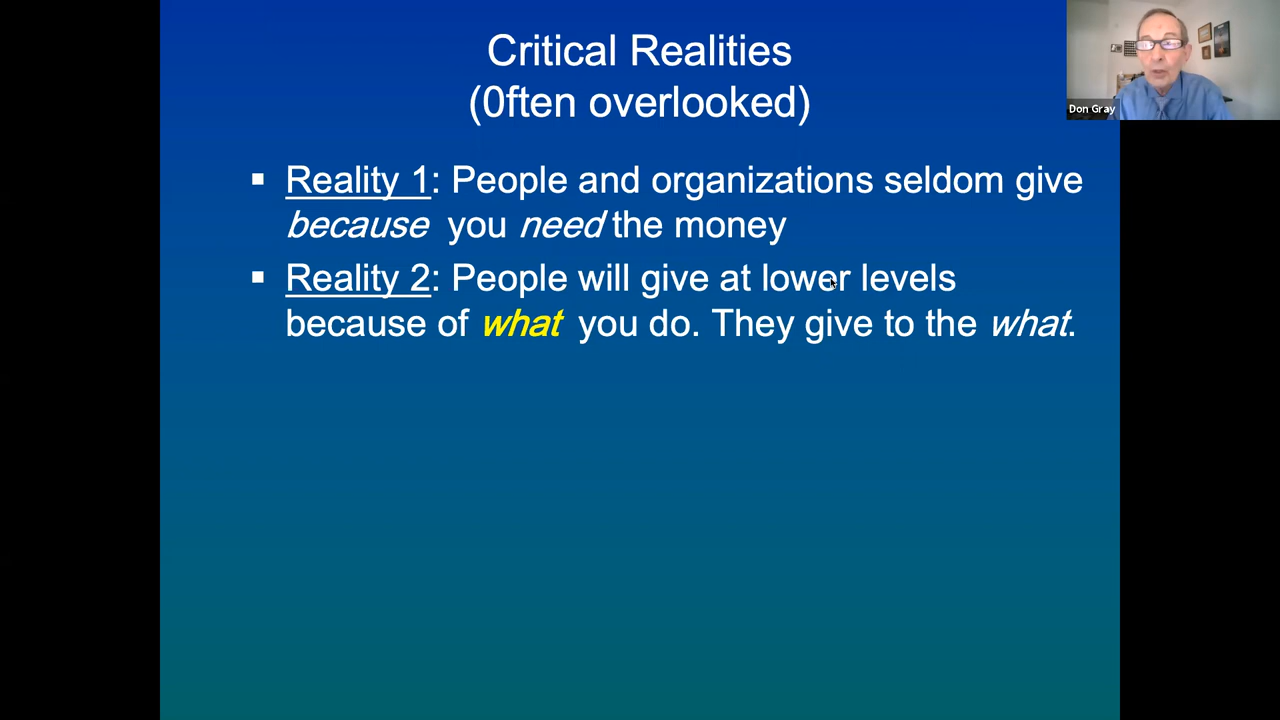 Critical Realities
(0ften overlooked)
Don Gray
▪ Reality 1: People and organizations seldom give
because you need the money
▪ Reality 2: People will give at lower levels
because of what you do. They give to the what.